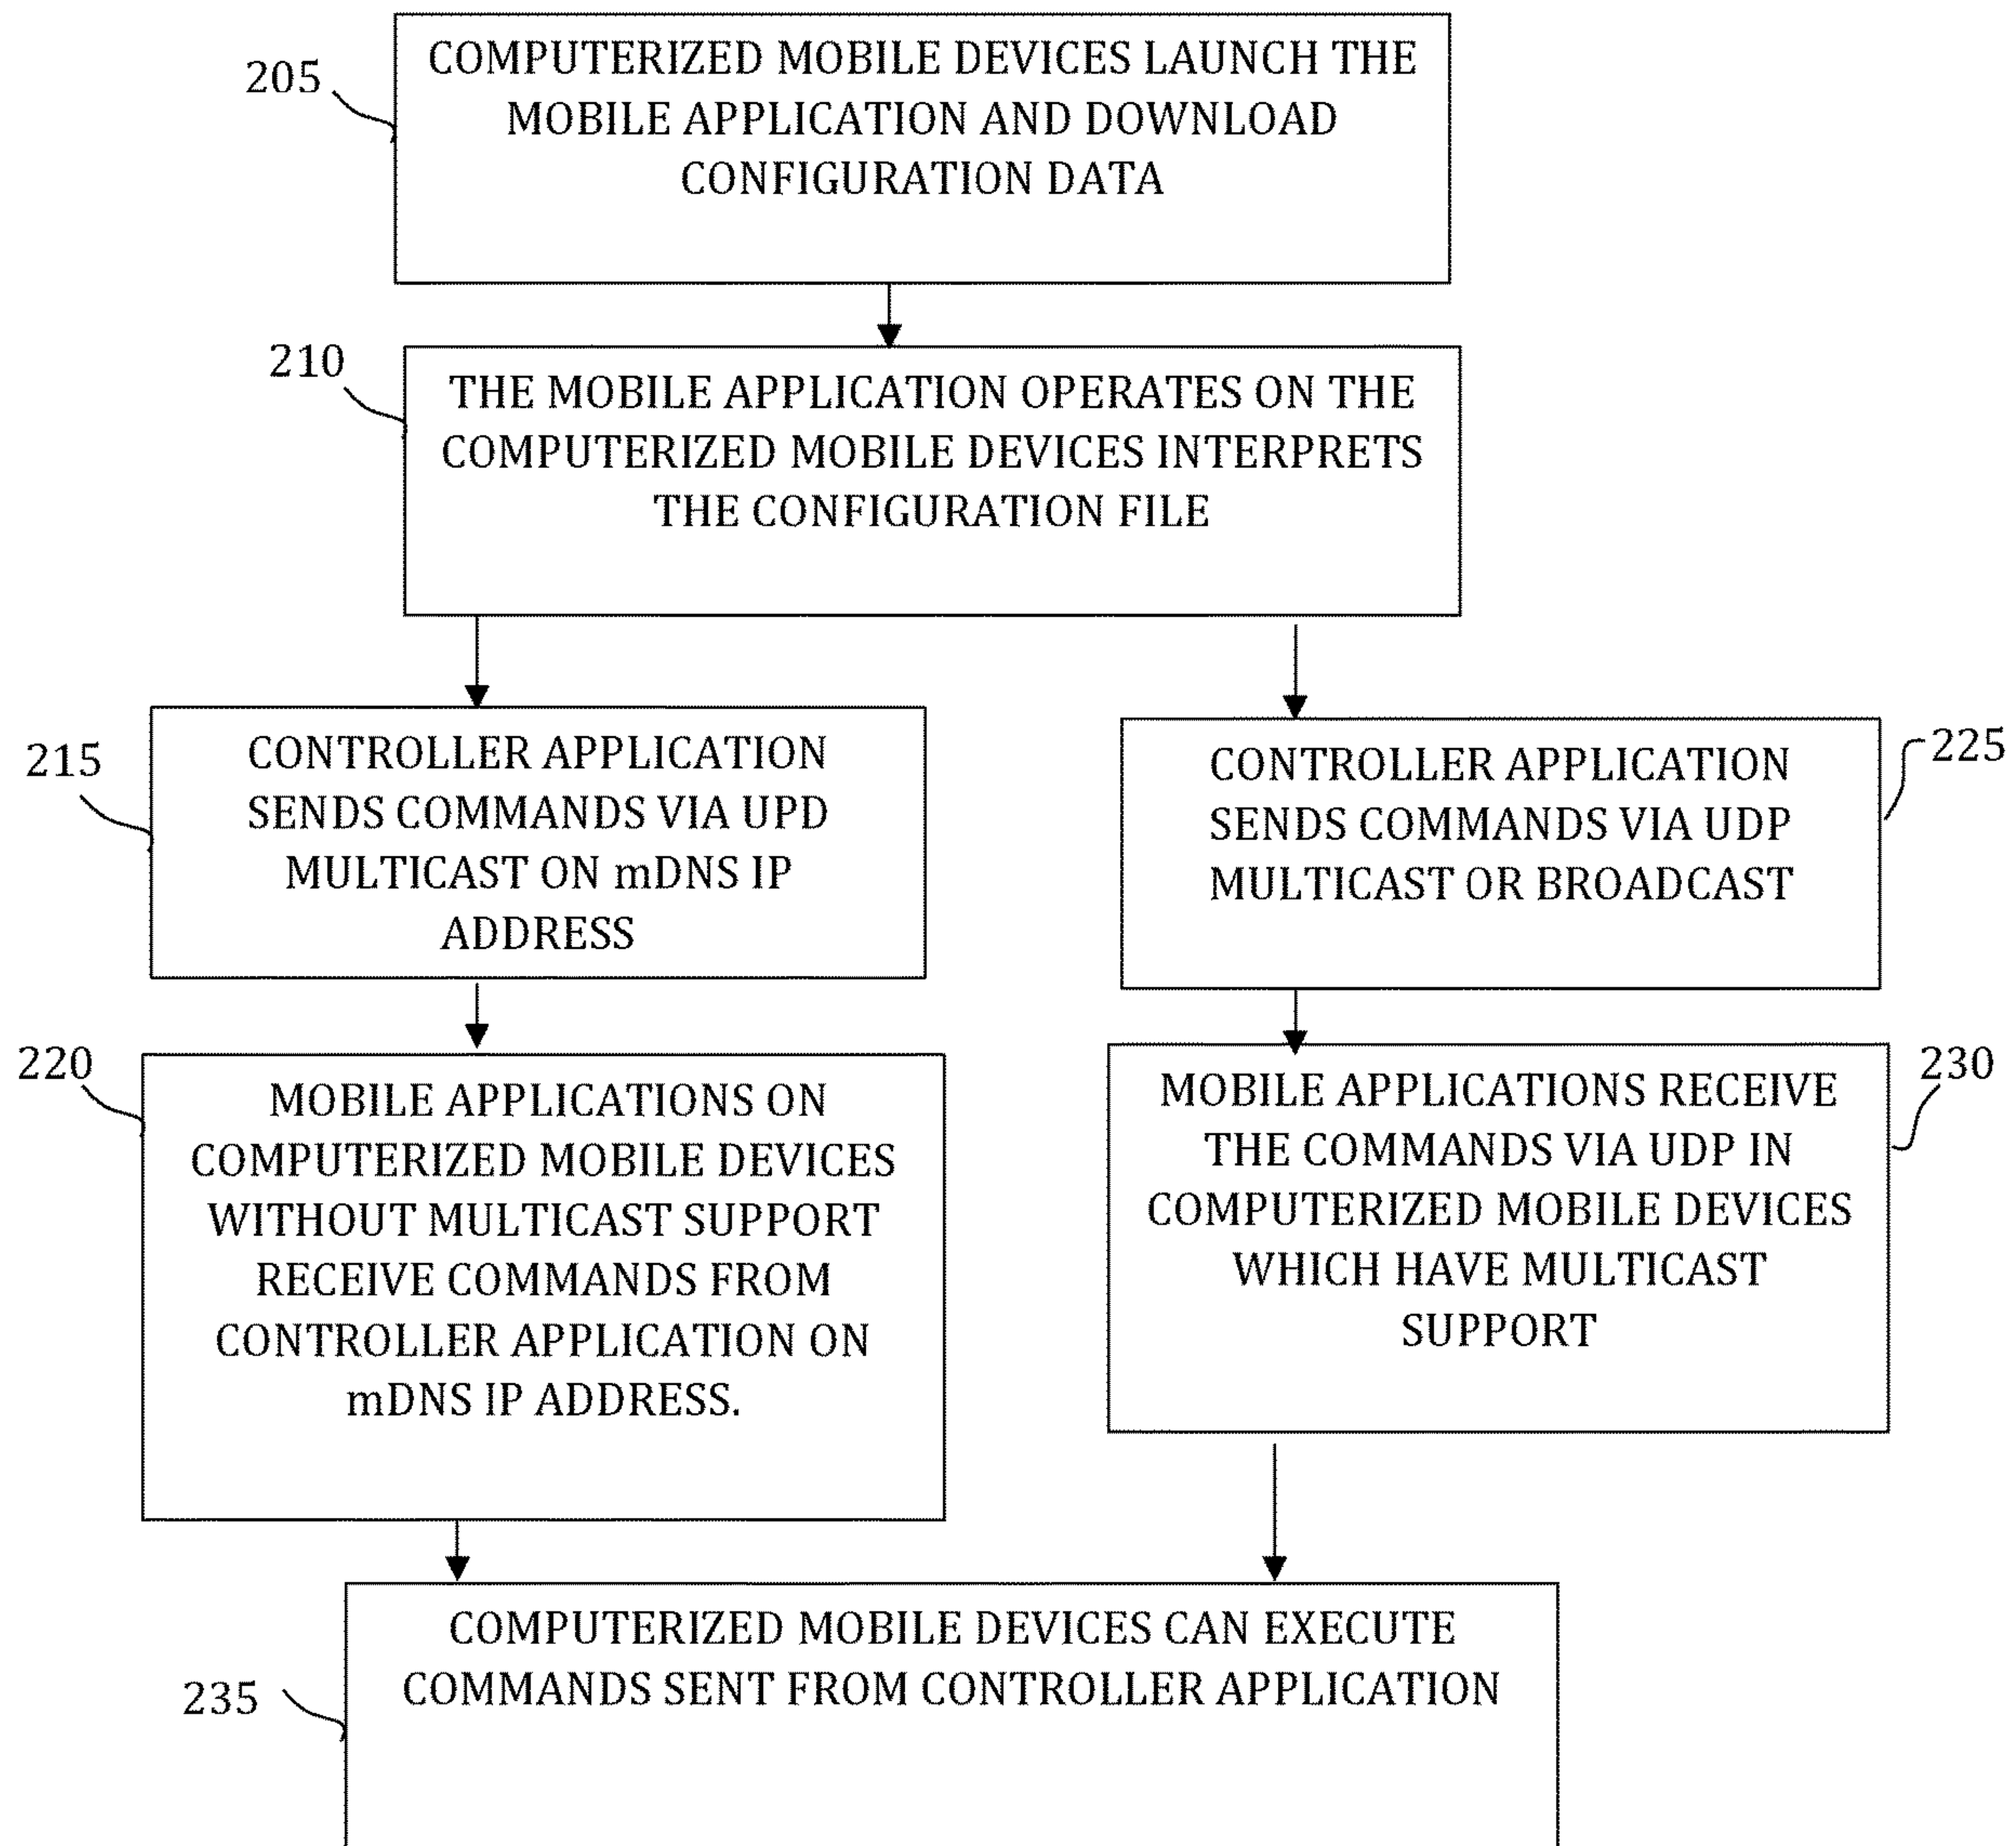 205
COMPUTERIZED MOBILE DEVICES LAUNCH THE
MOBILE APPLICATION AND DOWNLOAD
CONFIGURATION DATA
210
THE MOBILE APPLICATION OPERATES ON THE
COMPUTERIZED MOBILE DEVICES INTERPRETS
THE CONFIGURATION FILE
215
CONTROLLER APPLICATION
SENDS COMMANDS VIA UPD
MULTICAST ON mDNS IP
ADDRESS
225
CONTROLLER APPLICATION
SENDS COMMANDS VIA UDP
MULTICAST OR BROADCAST
220
MOBILE APPLICATIONS ON
COMPUTERIZED MOBILE DEVICES
WITHOUT MULTICAST SUPPORT
RECEIVE COMMANDS FROM
CONTROLLER APPLICATION ON
mDNS IP ADDRESS.
230
MOBILE APPLICATIONS RECEIVE
THE COMMANDS VIA UDP IN
COMPUTERIZED MOBILE DEVICES
WHICH HAVE MULTICAST
SUPPORT
235
COMPUTERIZED MOBILE DEVICES CAN EXECUTE
COMMANDS SENT FROM CONTROLLER APPLICATION